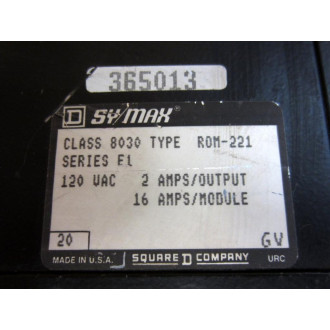 365013
D SY/MAX®
CLASS 8030 TYPE ROM-221
SERIES E1
120 VAC 2 AMPS/OUTPUT
16 AMPS/MODULE
20 GV
MADE IN U.S.A. SQUARE D COMPANY URC